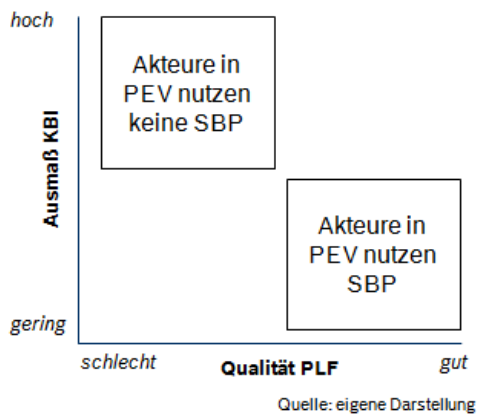 hoch
Akteure in
PEV nutzen
keine SBP
Ausmaß KBI
Akteure in
PEV nutzen
SBP
gering
schlecht
Qualität PLF
gut
Quelle: eigene Darstellung